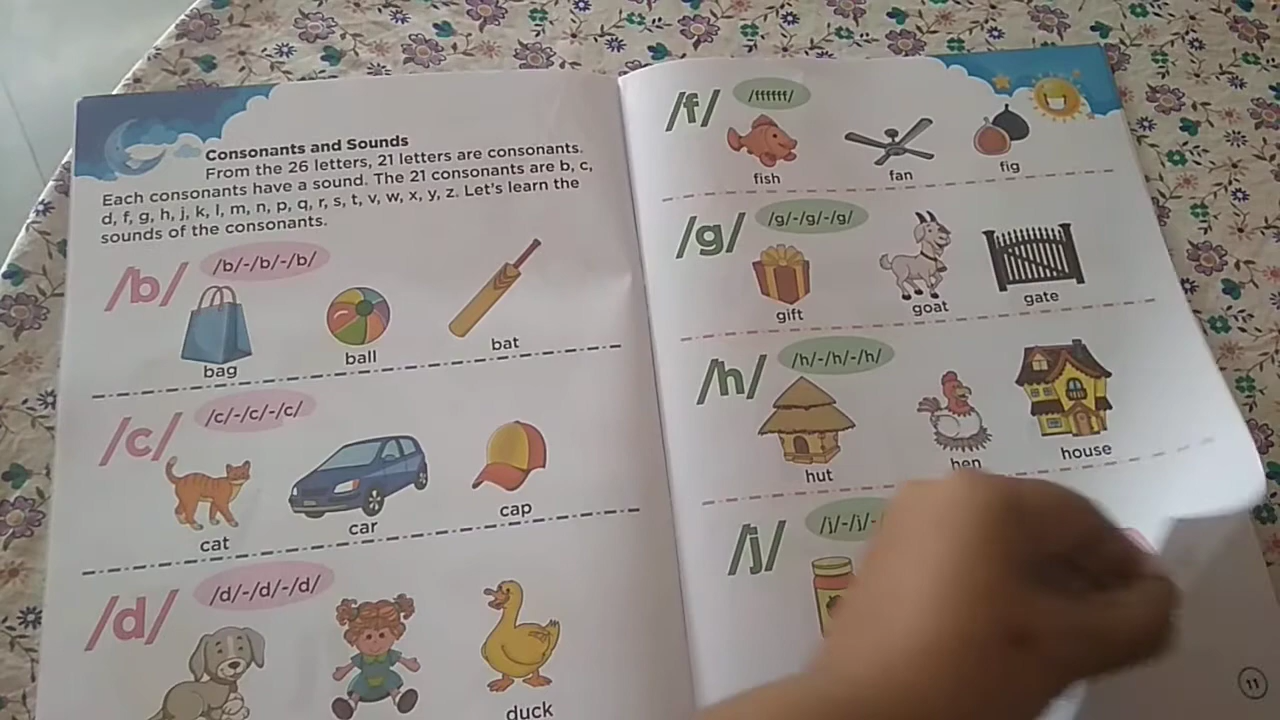 Consonants and Sounds
From the 26 letters, 21 letters are consonants.
Each consonants have a sound. The 21 consonants are b, c,
d, f, g, h, j, k, l, m, n, p, q, r, s, t, v, w, x, y, z. Let's learn the
sounds of the consonants.
/b/ /b/-/b/-/b/
bag ball bat
/c/ /c/-/c/-/c/
cat car cap
/d/ /d/-/d/-/d/
duck
/f/ /ffffff/
fish fan fig
/g/ /g/-/g/-/g/
gift goat gate
/h/ /h/-/h/-/h/
hut hen house
/j/ /j/-/j/-
11